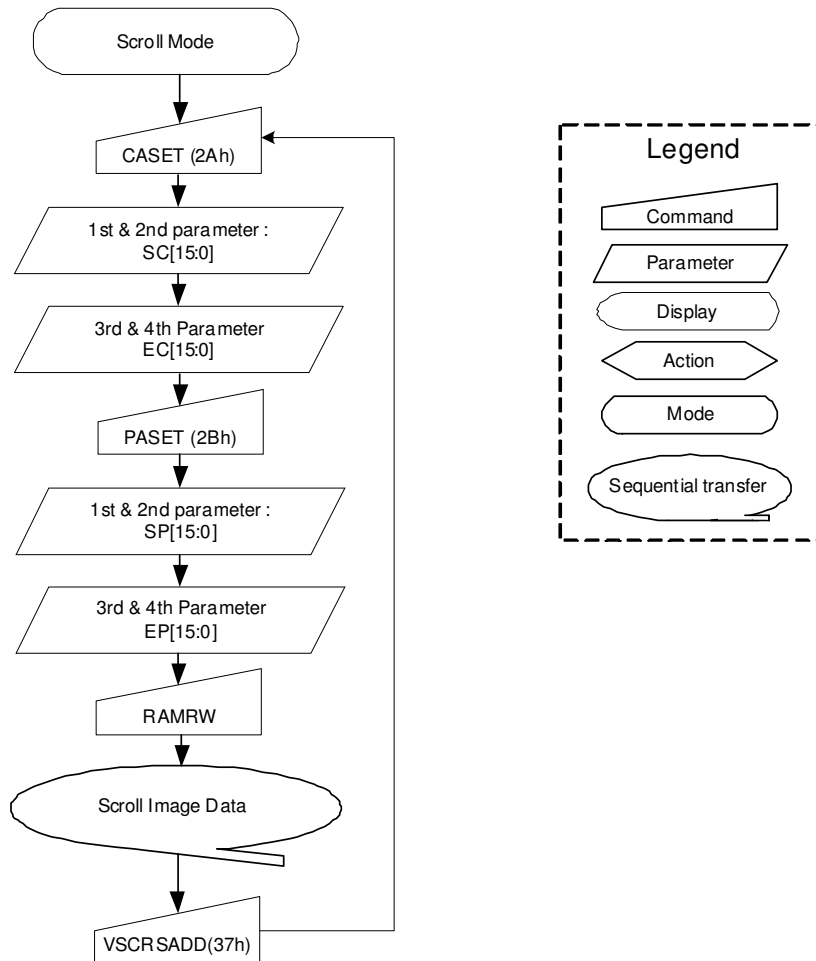 Scroll Mode
CASET (2Ah)
1st & 2nd parameter :
SC[15:0]
3rd & 4th Parameter
EC[15:0]
PASET (2Bh)
1st & 2nd parameter :
SP[15:0]
3rd & 4th Parameter
EP[15:0]
RAMRW
Scroll Image Data
VSCRSADD(37h)
Legend
Command
Parameter
Display
Action
Mode
Sequential transfer